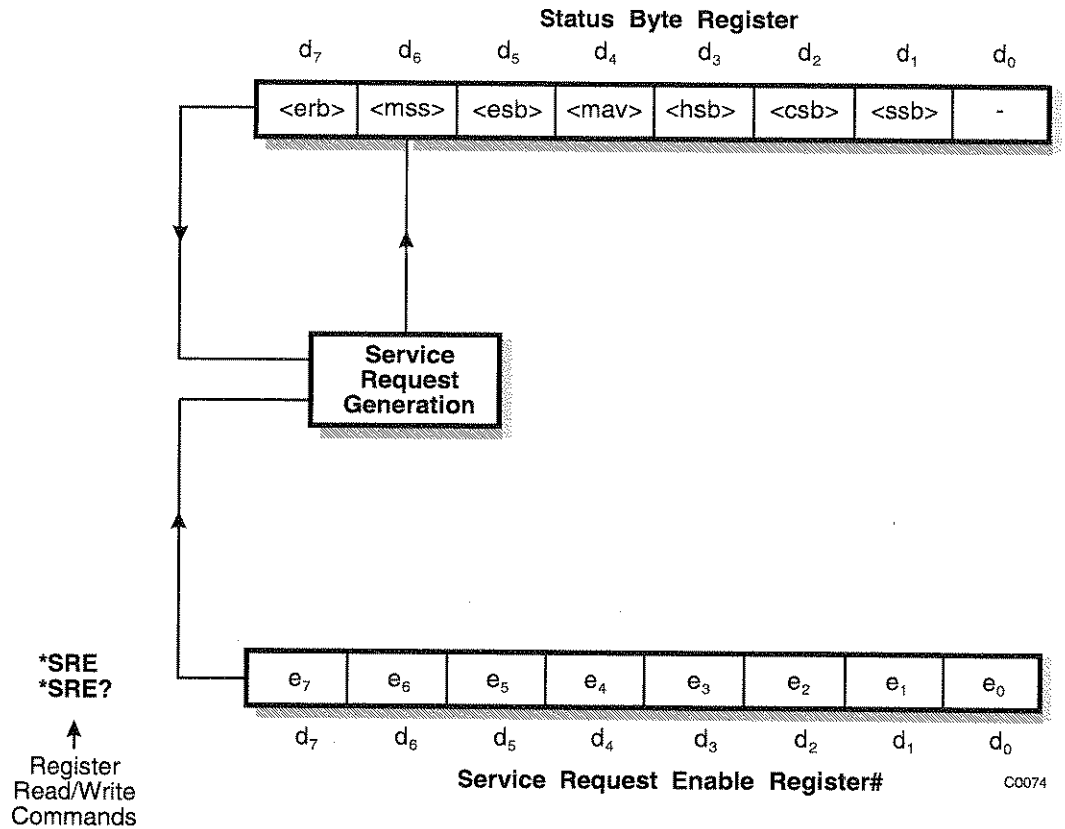 Status Byte Register
d7 d6 d5 d4 d3 d2 d1 d0
<erb> <mss> <esb> <mav> <hsb> <csb> <ssb> -
Service
Request
Generation
*SRE
*SRE?
e7 e6 e5 e4 e3 e2 e1 e0
d7 d6 d5 d4 d3 d2 d1 d0
Register
Read/Write
Commands
Service Request Enable Register#
C0074